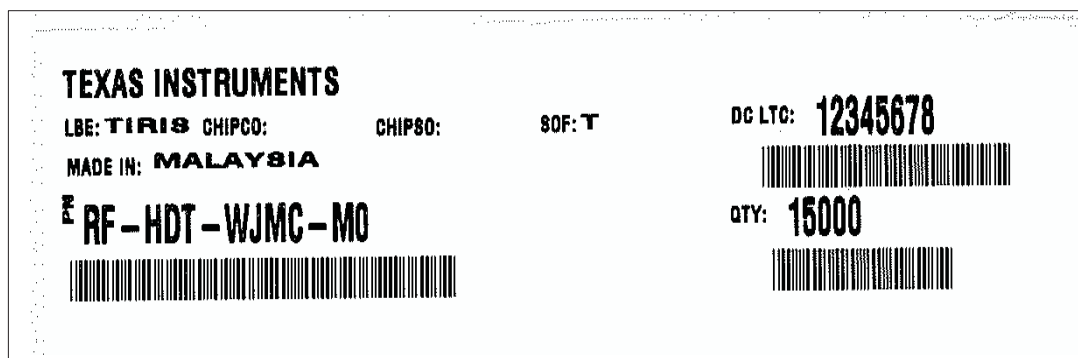 TEXAS INSTRUMENTS
LBE: TIRIS CHIPCO: CHIPSO: SOF: T
MADE IN: MALAYSIA
PN RF-HDT-WJMC-M0
DC LTC: 12345678
QTY: 15000